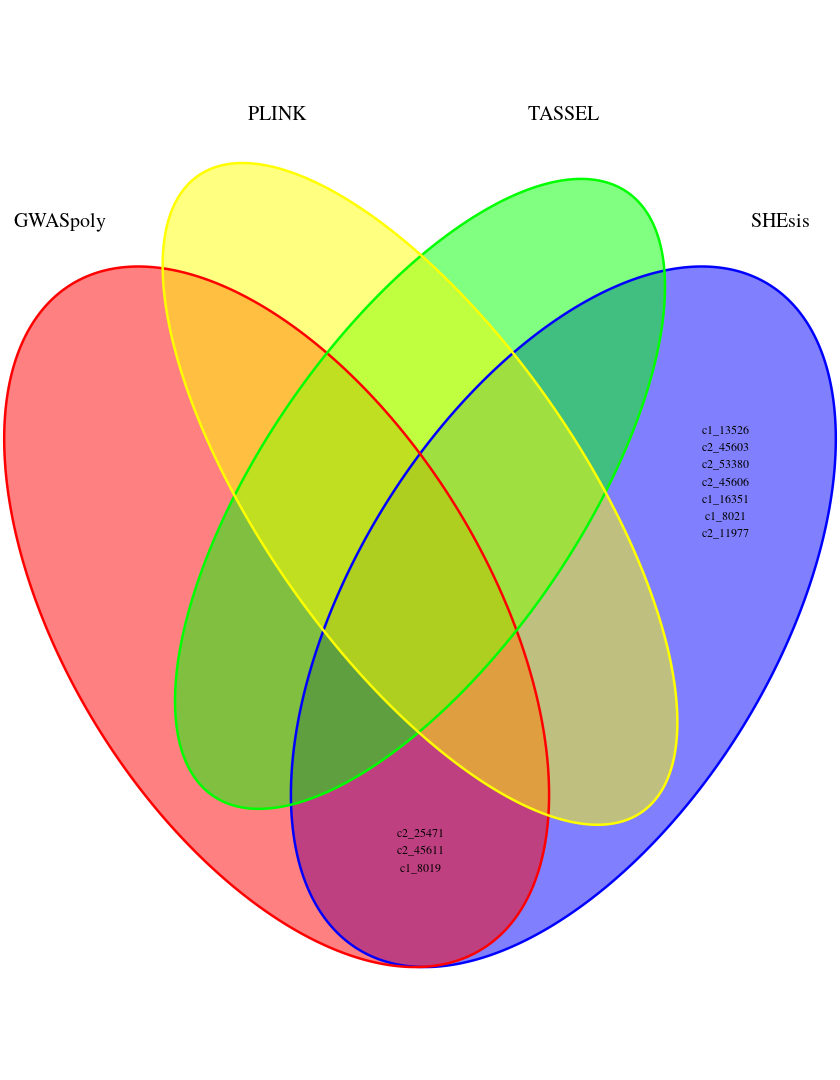 PLINK
TASSEL
GWASpoly
SHEsis
c1_13526
c2_45603
c2_53380
c2_45606
c1_16351
c1_8021
c2_11977
c2_25471
c2_45611
c1_8019